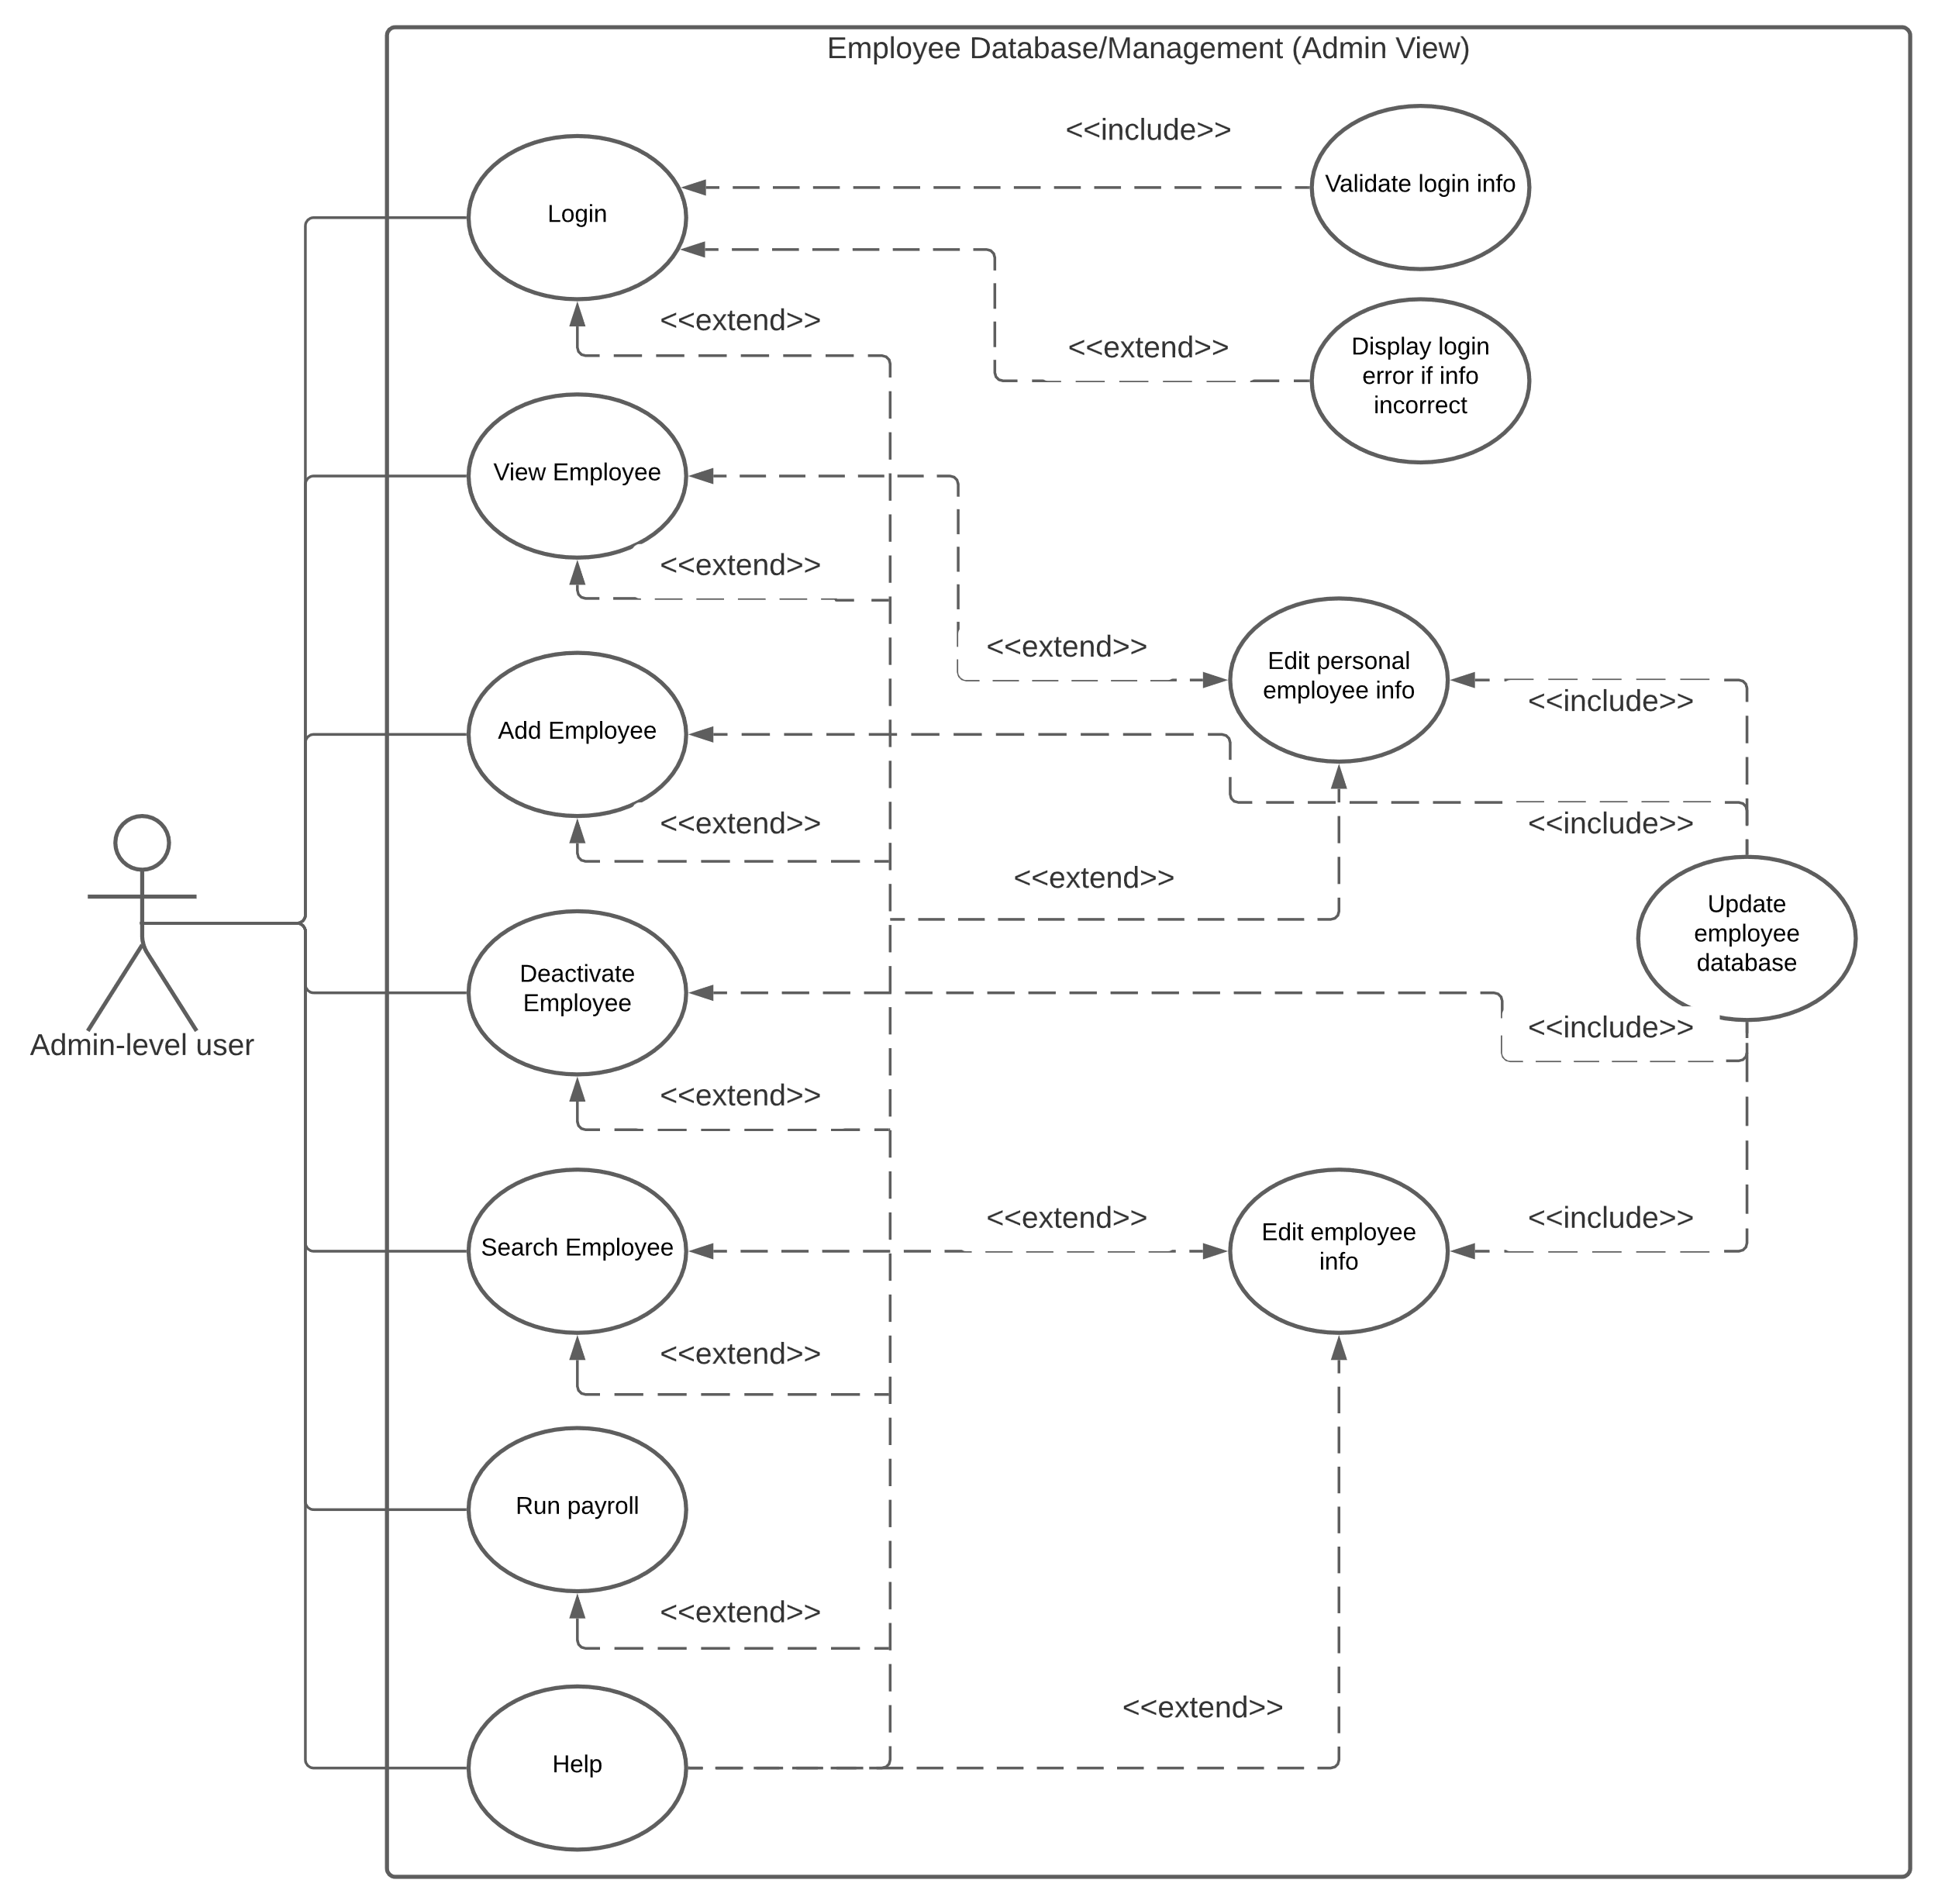 Employee Database/Management (Admin View)
<<include>>
Validate login info
Login
<<extend>>
<<extend>>
Display login
error if info
incorrect
View Employee
<<extend>>
<<extend>>
Edit personal
employee info
<<include>>
Add Employee
<<extend>>
<<include>>
<<extend>>
Update
employee
database
Deactivate
Employee
<<include>>
Admin-level user
<<extend>>
<<extend>>
<<include>>
Search Employee
Edit employee
info
<<extend>>
Run payroll
<<extend>>
<<extend>>
Help